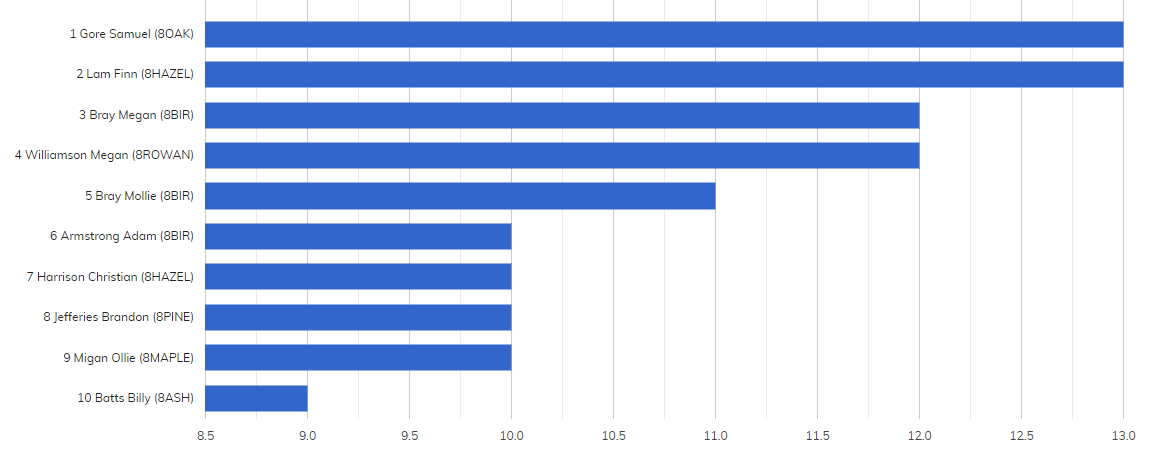 1 Gore Samuel (8OAK)
2 Lam Finn (8HAZEL)
3 Bray Megan (8BIR)
4 Williamson Megan (8ROWAN)
5 Bray Mollie (8BIR)
6 Armstrong Adam (8BIR)
7 Harrison Christian (8HAZEL)
8 Jefferies Brandon (8PINE)
9 Migan Ollie (8MAPLE)
10 Batts Billy (8ASH)
8.5 9.0 9.5 10.0 10.5 11.0 11.5 12.0 12.5 13.0